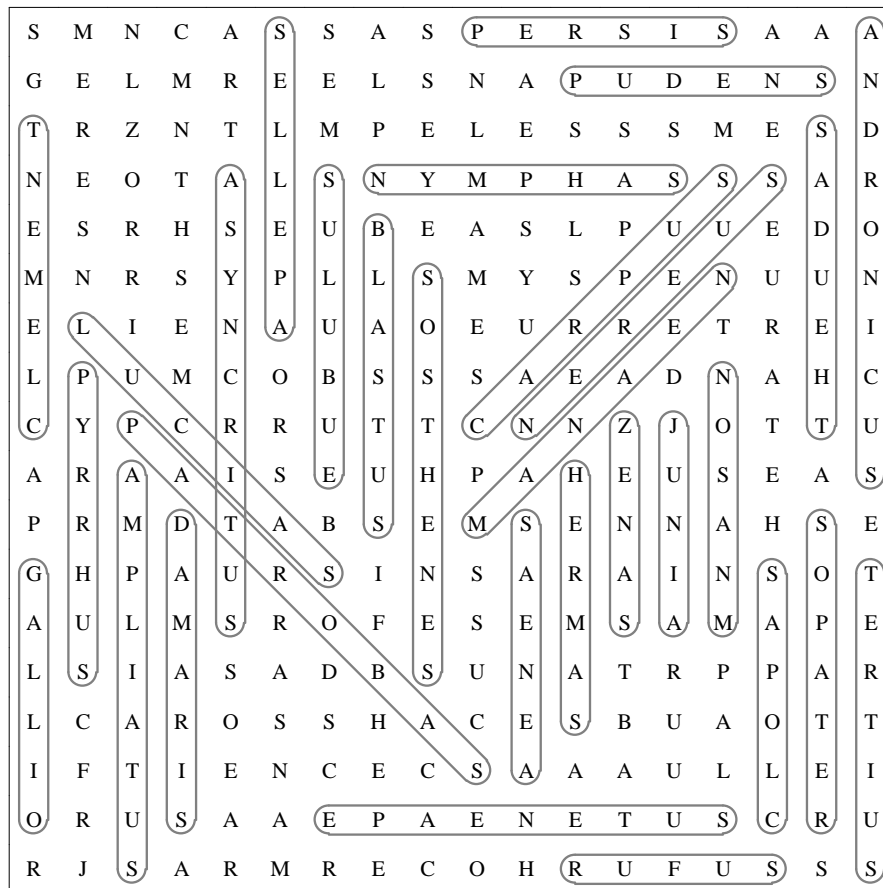 S M N C A S S A S P E R S I S A A A
G E L M R E E L S N A P U D E N S N
T R Z N T L M P E L E S S S M E S D
N E O T A L S N Y M P H A S S S A R
E S R H S E U B E A S L P U U E D O
M N R S Y P L L S M Y S P E N U U N
E L I E N A U A O E U R R E T R E I
L P U M C O B S S S A E A D N A H C
C Y P C R R U T T C N N Z J O T T U
A R A A I S E U H P A H E U S E A S
P R M D T A B S E M S E N N A H S E
G H P A U R S I N S A R A I N S O T
A U L M S R O F E S E M S A M A P E
L S I A S A D B S U N A T R P P A R
L C A R O S S H A C E S B U A O T T
I F T I E N C E C S A A A U L L E I
O R U S A A E P A E N E T U S C R U
R J S A R M R E C O H R U F U S S S